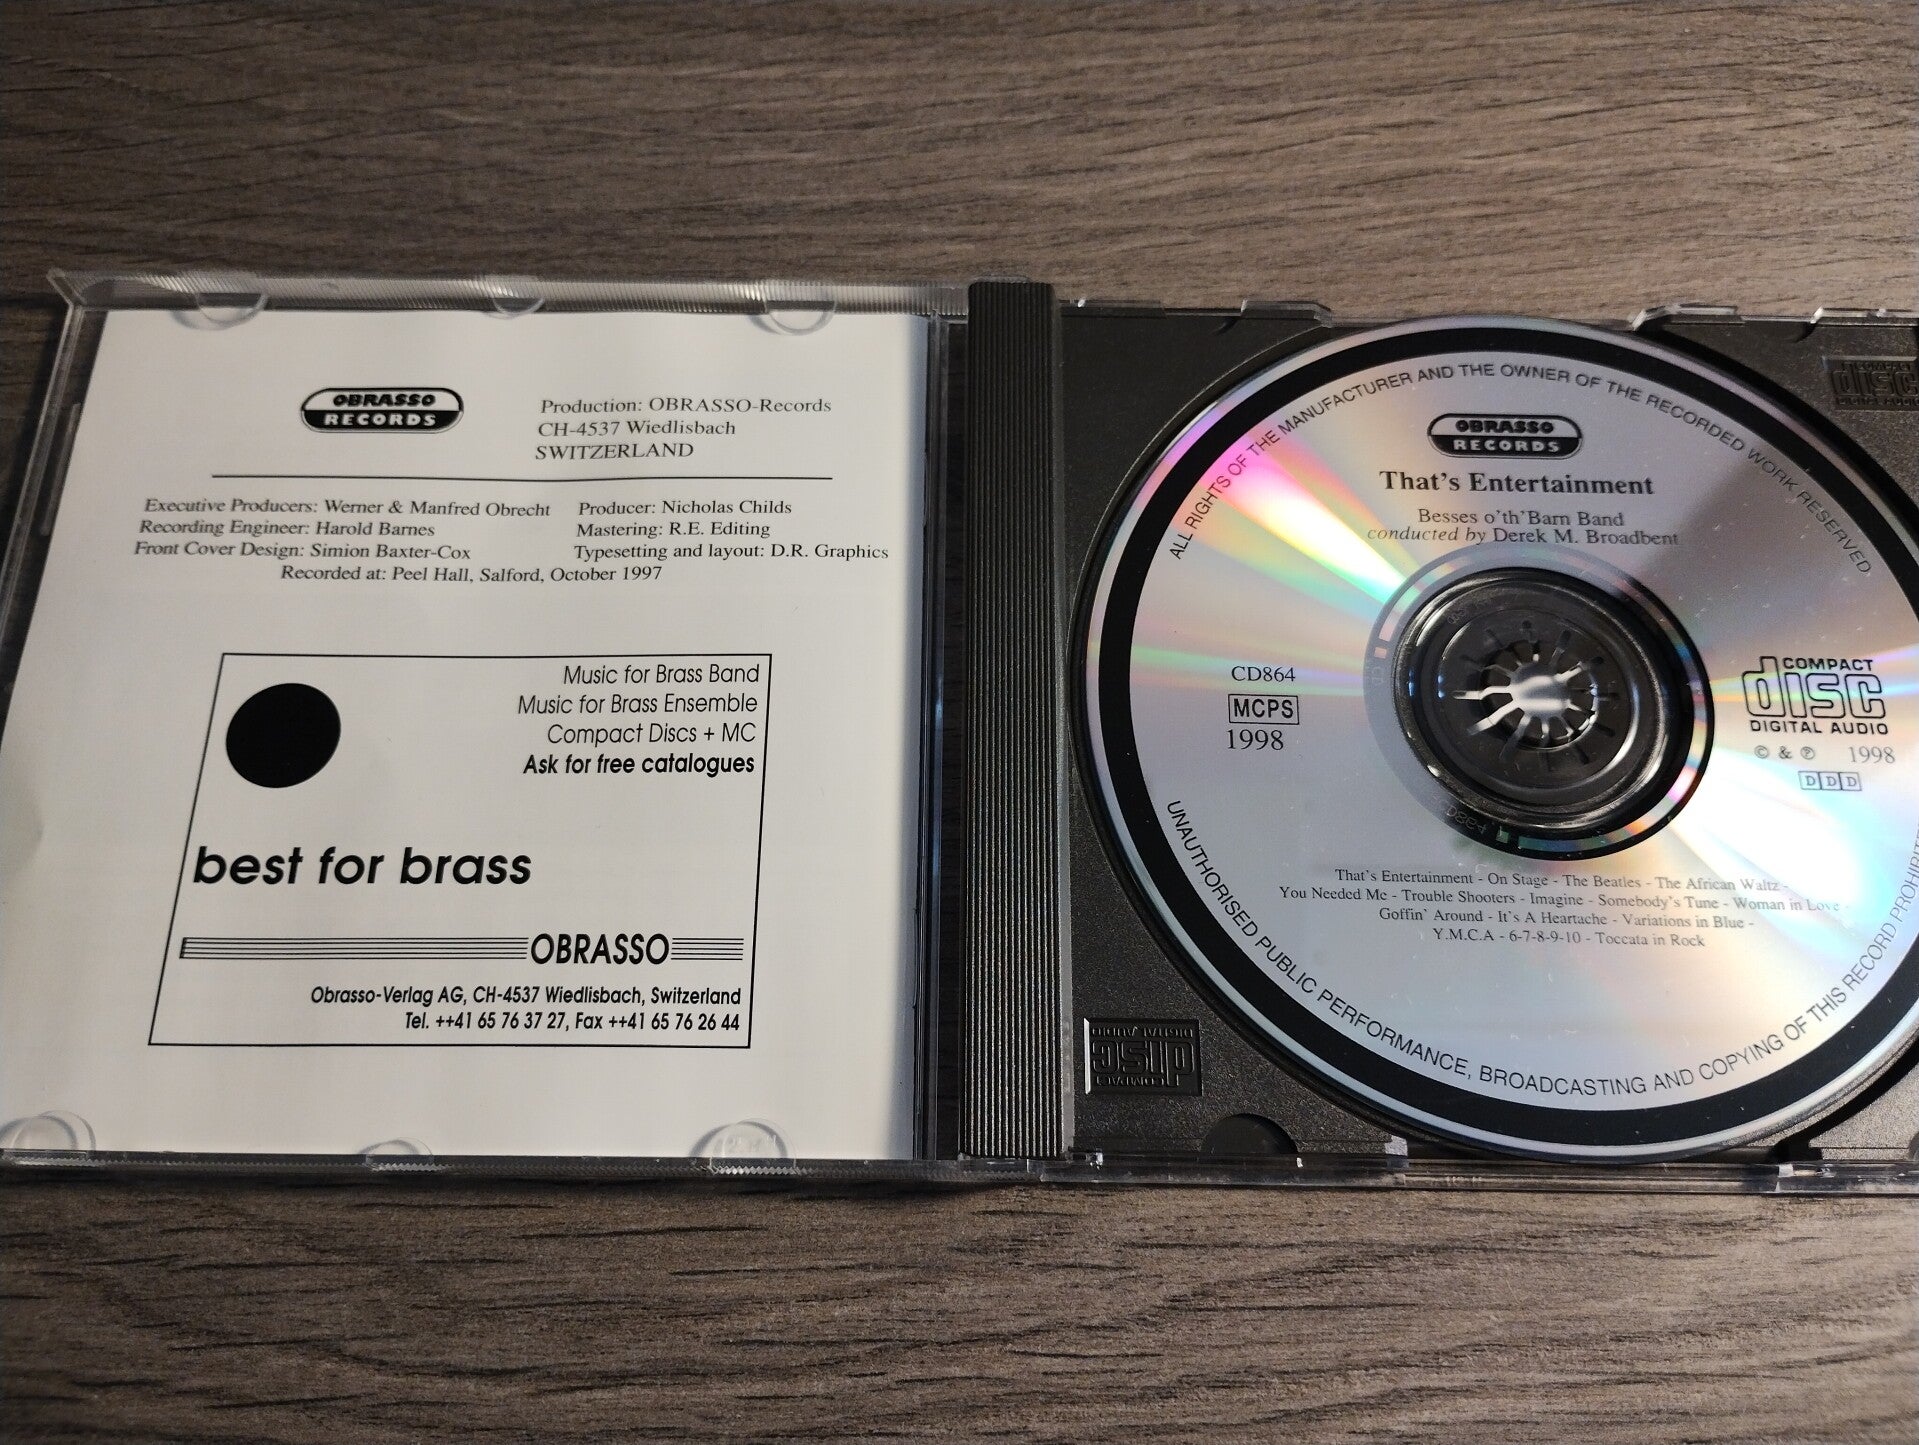 OBRASSO
RECORDS
Production: OBRASSO-Records
CH-4537 Wiedlisbach
SWITZERLAND
Executive Producers: Werner & Manfred Obrecht
Recording Engineer: Harold Barnes
Front Cover Design: Simion Baxter-Cox
Producer: Nicholas Childs
Mastering: R.E. Editing
Typesetting and layout: D.R. Graphics
Recorded at: Peel Hall, Salford, October 1997
Music for Brass Band
Music for Brass Ensemble
Compact Discs + MC
Ask for free catalogues
best for brass
OBRASSO
Obrasso-Verlag AG, CH-4537 Wiedlisbach, Switzerland
Tel. ++41 65 76 37 27, Fax ++41 65 76 26 44
ALL RIGHTS OF THE MANUFACTURER AND THE OWNER OF THE RECORDED WORK RESERVED
OBRASSO
RECORDS
That's Entertainment
Besses o'th'Barn Band
conducted by Derek M. Broadbent
CD864
MCPS
1998
COMPACT
disc
DIGITAL AUDIO
© & ℗ 1998
DDD
That's Entertainment - On Stage - The Beatles - The African Waltz -
You Needed Me - Trouble Shooters - Imagine - Somebody's Tune - Woman in Love -
Goffin' Around - It's A Heartache - Variations in Blue -
Y.M.C.A - 6-7-8-9-10 - Toccata in Rock
UNAUTHORISED PUBLIC PERFORMANCE, BROADCASTING AND COPYING OF THIS RECORD
COMPACT
disc
DIGITAL AUDIO
COMPACT
disc
DIGITAL AUDIO